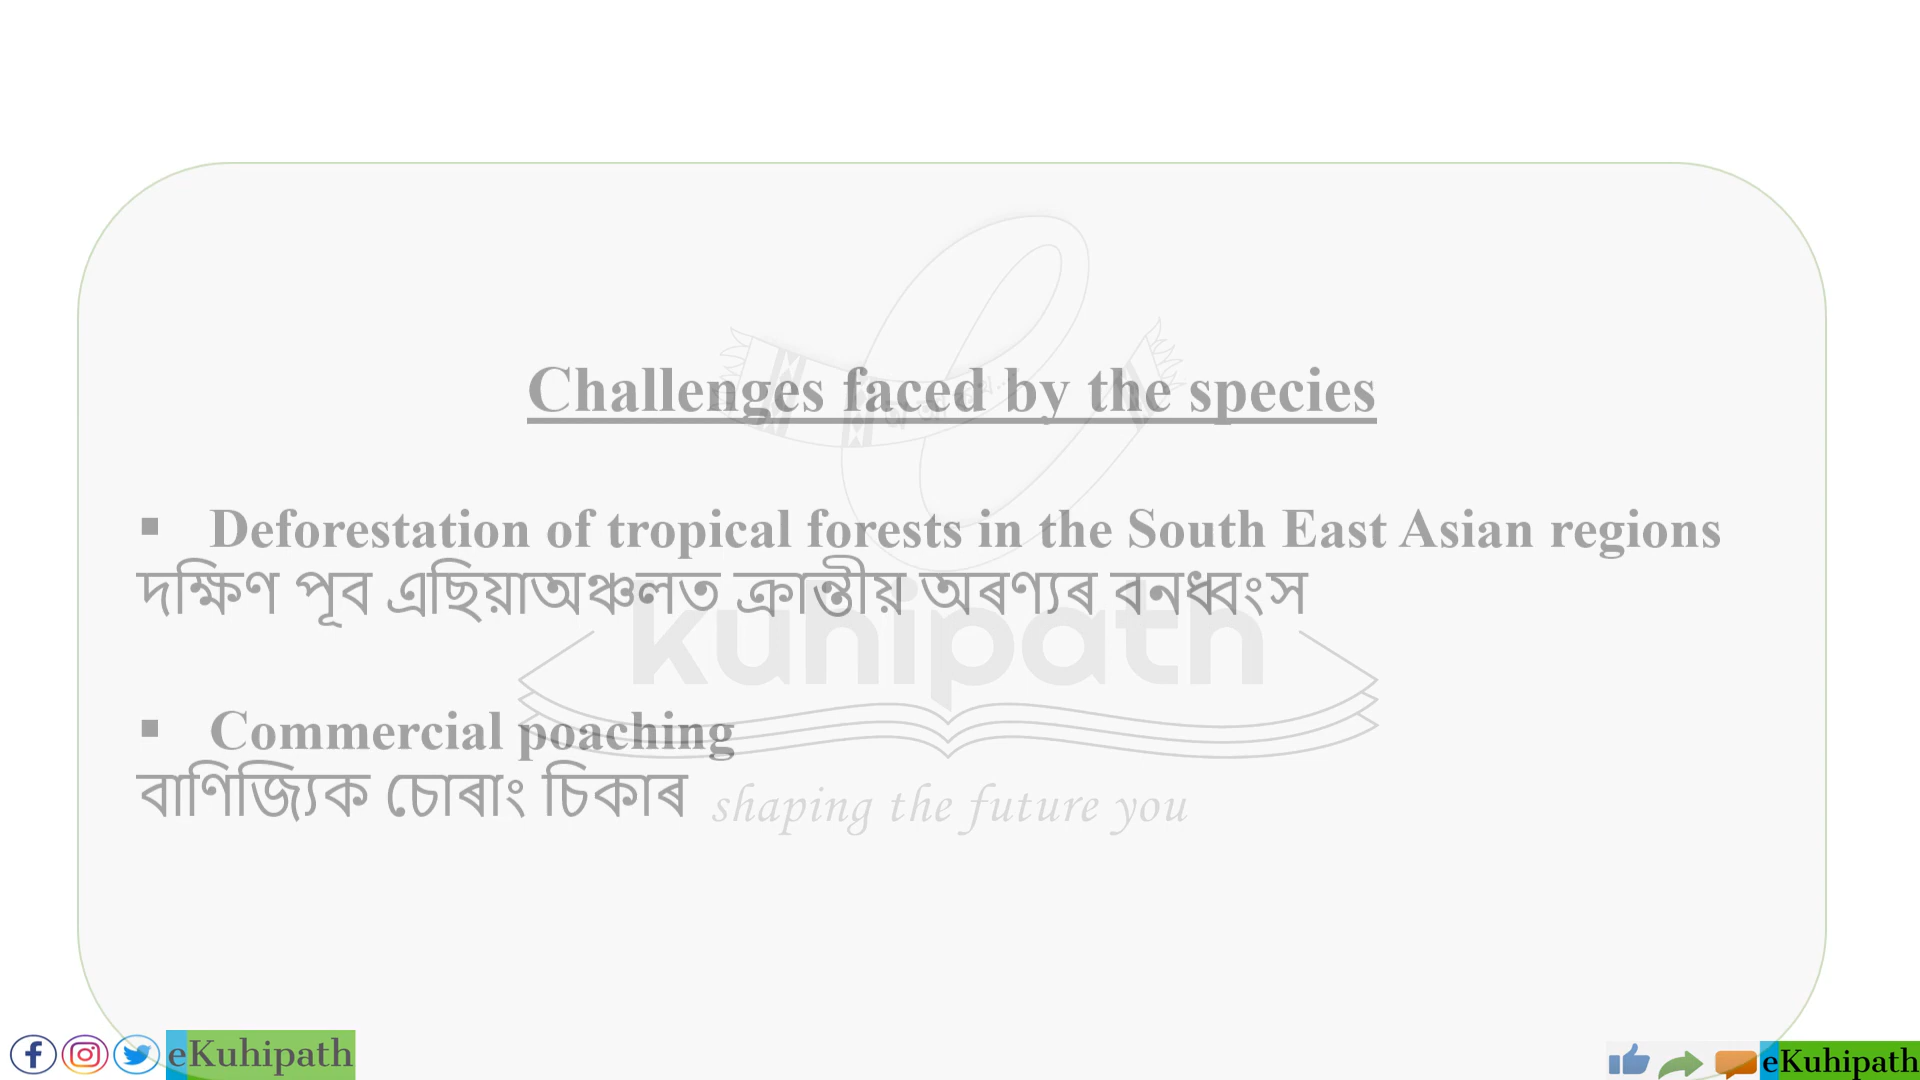 Challenges faced by the species
▪ Deforestation of tropical forests in the South East Asian regions
দক্ষিণ পূব এছিয়াঅঞ্চলত ক্ৰান্তীয় অৰণ্যৰ বনধ্বংস
kuhipath
▪ Commercial poaching
বাণিজ্যিক চোৰাং চিকাৰ
shaping the future you
eKuhipath
eKuhipath